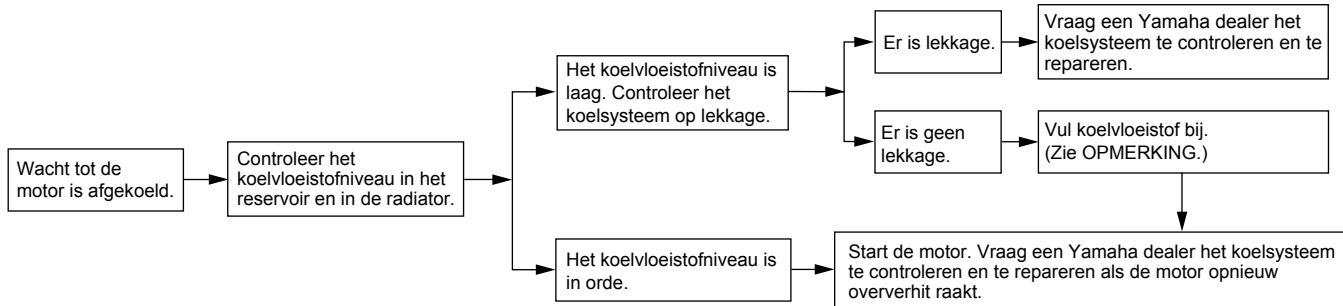 Wacht tot de
motor is afgekoeld.
Controleer het
koelvloeistofniveau in het
reservoir en in de radiator.
Het koelvloeistofniveau is
laag. Controleer het
koelsysteem op lekkage.
Er is lekkage.
Vraag een Yamaha dealer het
koelsysteem te controleren en te
repareren.
Er is geen
lekkage.
Vul koelvloeistof bij.
(Zie OPMERKING.)
Het koelvloeistofniveau is
in orde.
Start de motor. Vraag een Yamaha dealer het koelsysteem
te controleren en te repareren als de motor opnieuw
oververhit raakt.